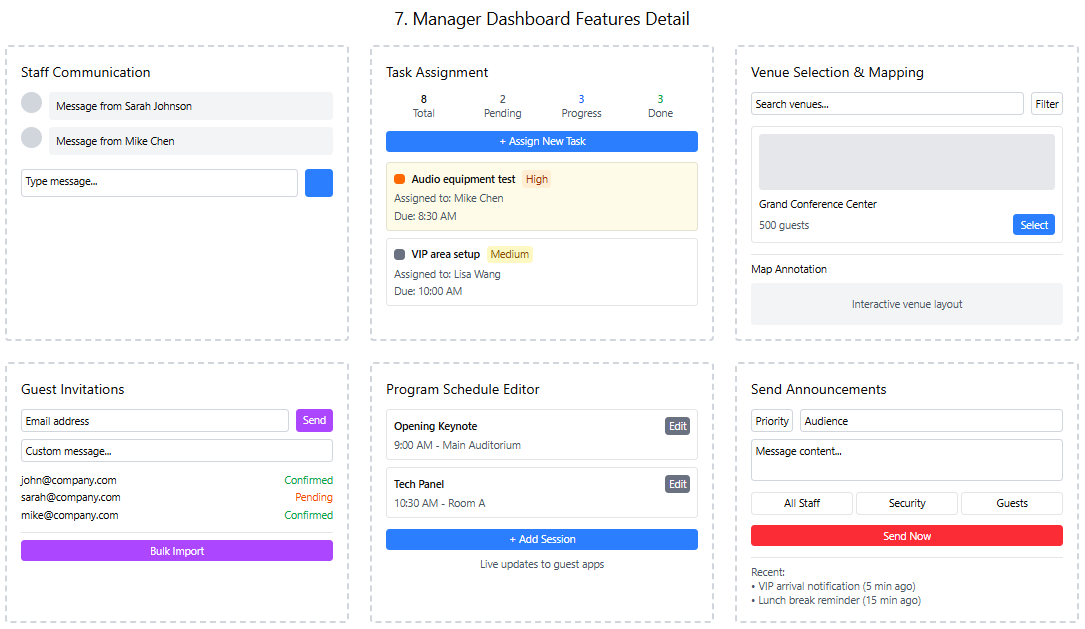 7. Manager Dashboard Features Detail
Staff Communication
Message from Sarah Johnson
Message from Mike Chen
Type message...
Task Assignment
8 2 3 3
Total Pending Progress Done
+ Assign New Task
Audio equipment test High
Assigned to: Mike Chen
Due: 8:30 AM
VIP area setup Medium
Assigned to: Lisa Wang
Due: 10:00 AM
Venue Selection & Mapping
Search venues... Filter
Grand Conference Center
500 guests Select
Map Annotation
Interactive venue layout
Guest Invitations
Email address Send
Custom message...
john@company.com Confirmed
sarah@company.com Pending
mike@company.com Confirmed
Bulk Import
Program Schedule Editor
Opening Keynote Edit
9:00 AM - Main Auditorium
Tech Panel Edit
10:30 AM - Room A
+ Add Session
Live updates to guest apps
Send Announcements
Priority Audience
Message content...
All Staff Security Guests
Send Now
Recent:
• VIP arrival notification (5 min ago)
• Lunch break reminder (15 min ago)